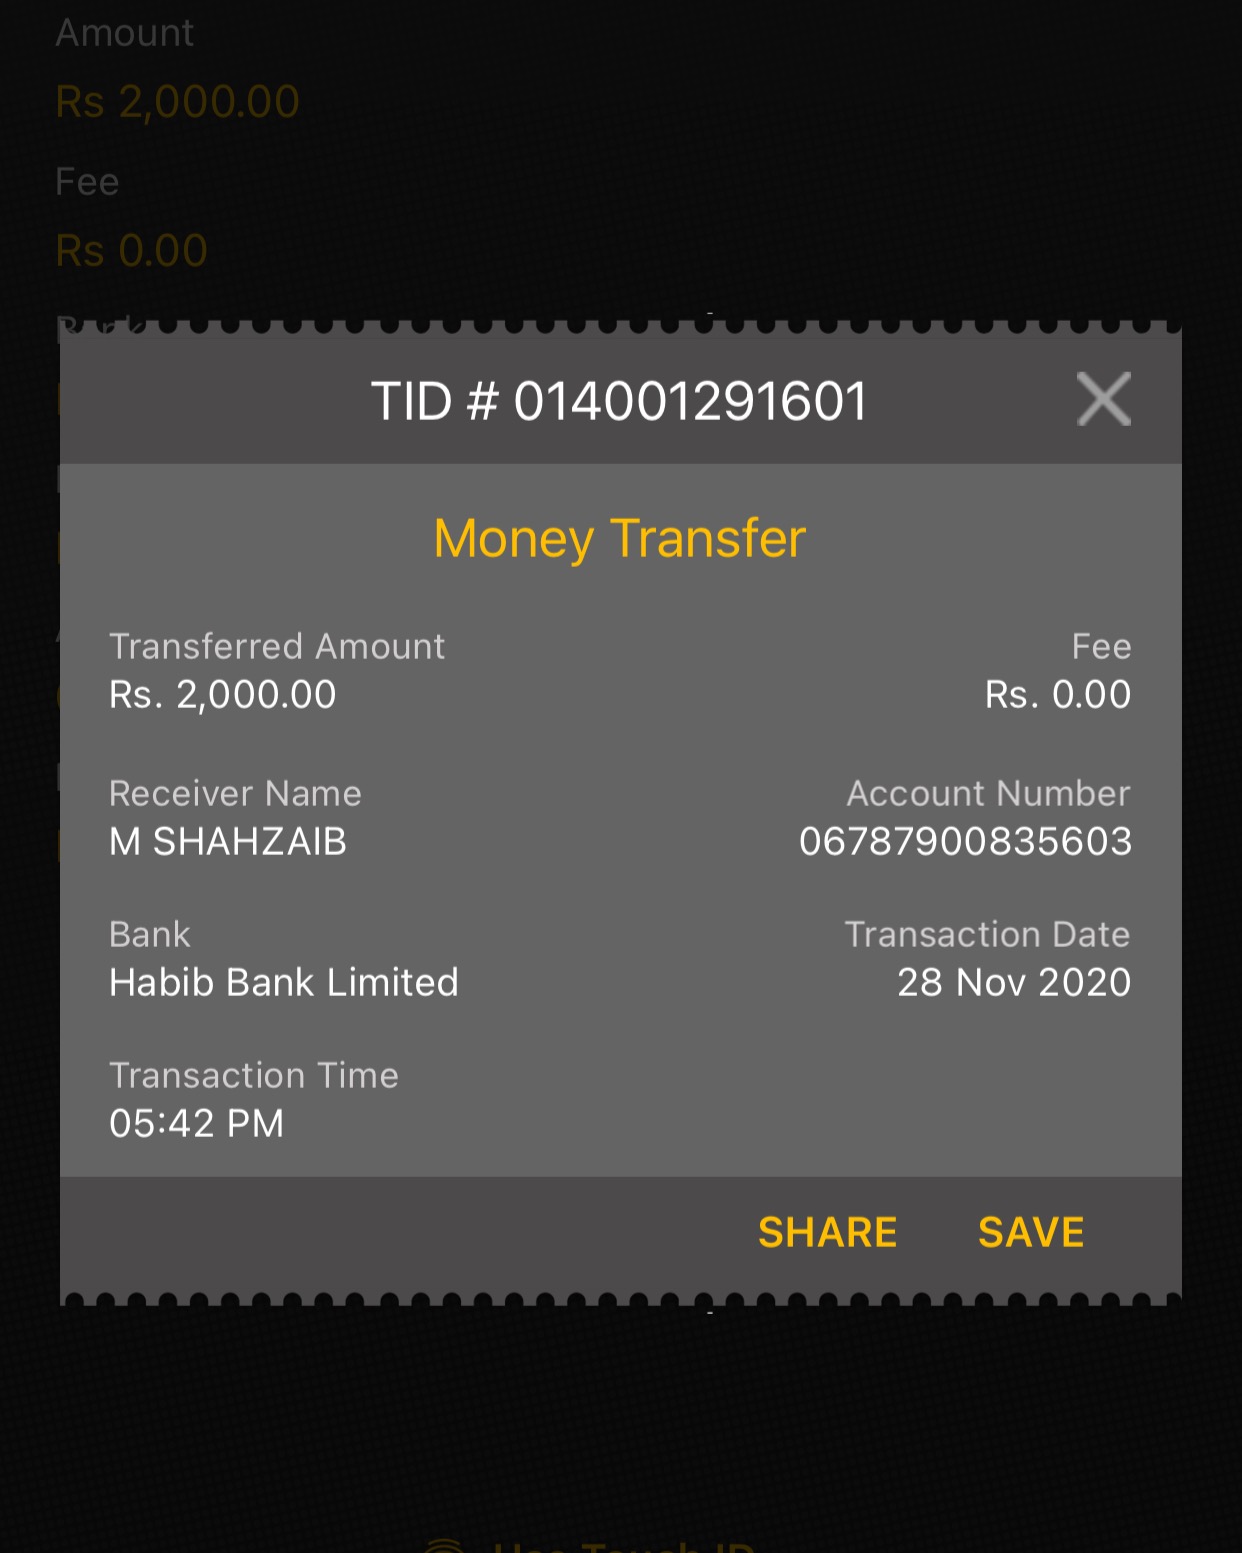 Amount
Rs 2,000.00
Fee
Rs 0.00
Bank
TID # 014001291601
Money Transfer
Transferred Amount Fee
Rs. 2,000.00 Rs. 0.00
Receiver Name Account Number
M SHAHZAIB 06787900835603
Bank Transaction Date
Habib Bank Limited 28 Nov 2020
Transaction Time
05:42 PM
SHARE SAVE
Use Touch ID